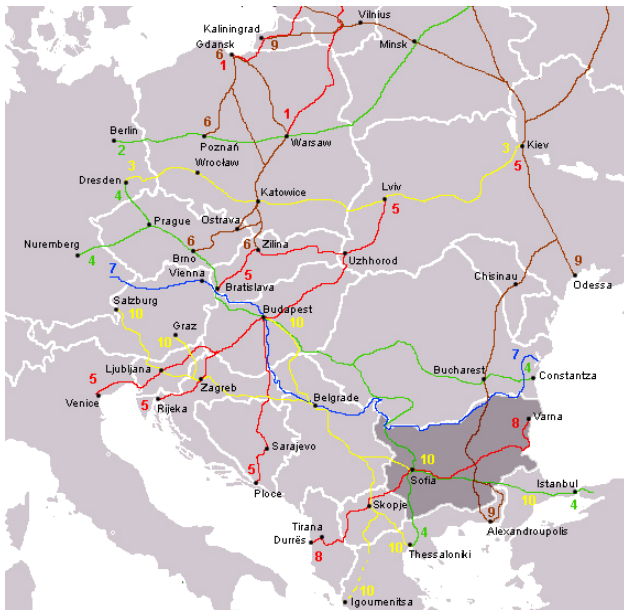 Vilnius
Kaliningrad
9
Minsk
Gdansk
6
1
6
1
Berlin
2
Poznań
Warsaw
Kiev
3
5
Wrocław
3
Dresden
4
Katowice
Lviv
5
Prague
Ostrava
Nuremberg
4
Brno
6
6
Zilina
Uzhhorod
Vienna
7
5
Bratislava
Chisinau
9
Odessa
Salzburg
10
Budapest
10
Graz
7
Ljubljana
Bucharest
4
Constantza
5
Zagreb
Venice
5
Rijeka
Belgrade
8
Varna
Sarajevo
5
Ploce
10
Sofia
Istanbul
10
4
Skopje
9
Alexandroupolis
Tirana
Durrës
8
10
4
Thessaloniki
10
Igoumenitsa